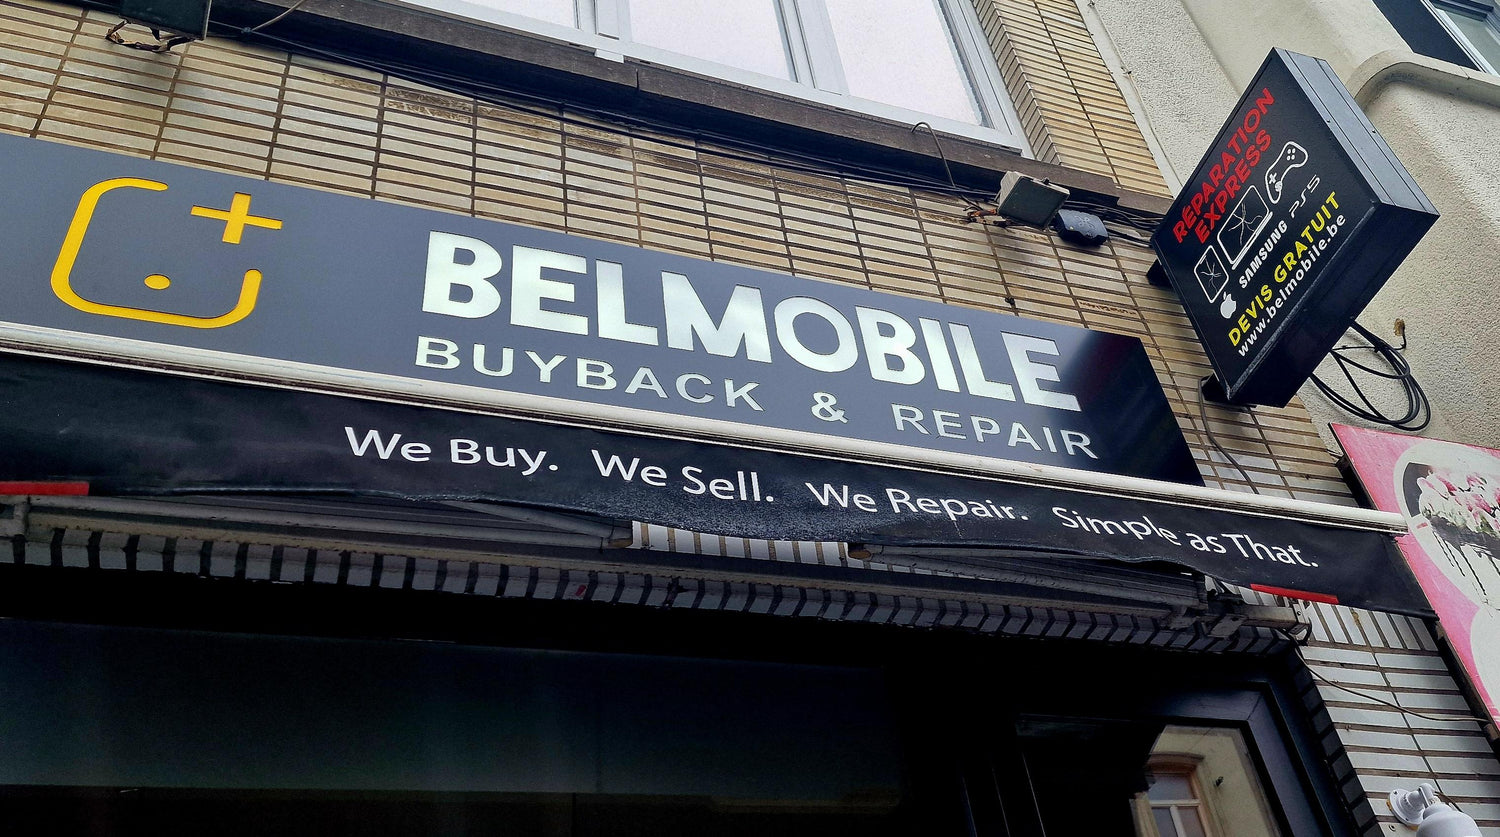 BELMOBILE
BUYBACK & REPAIR
We Buy. We Sell. We Repair. Simple as That.
RÉPARATION
EXPRESS
SAMSUNG PS5
DEVIS GRATUIT
www.belmobile.be